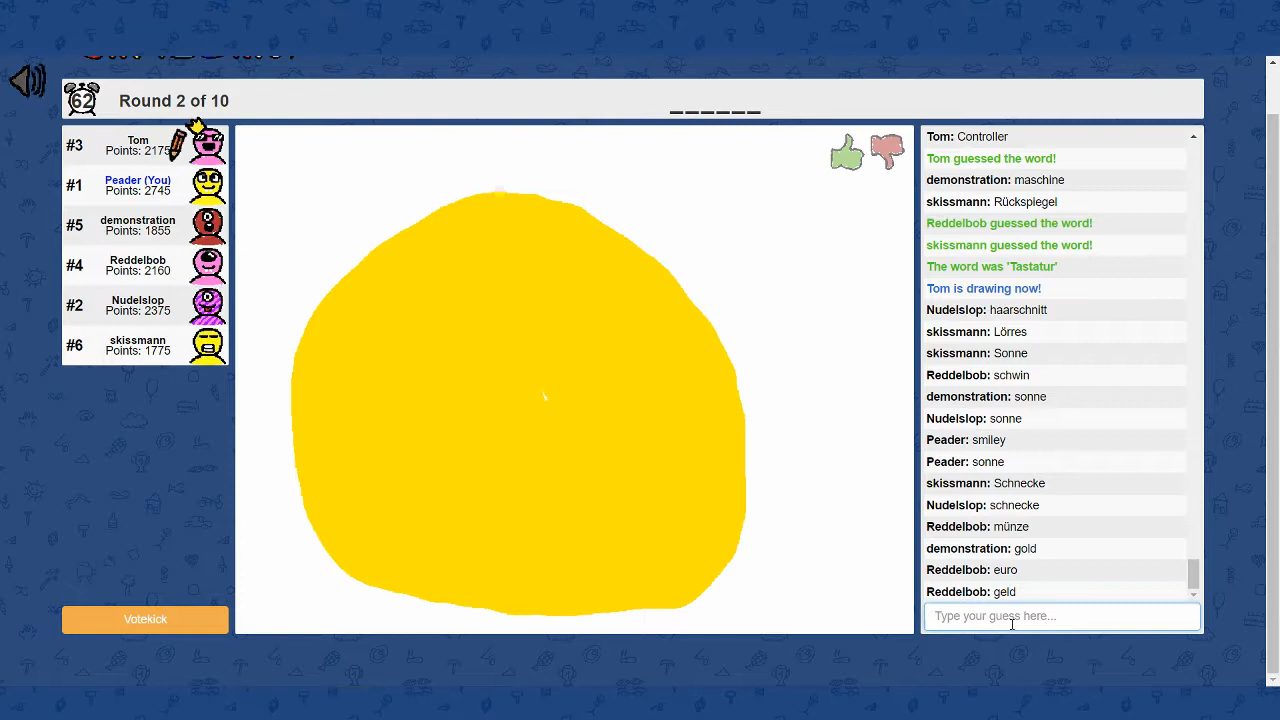 62
Round 2 of 10
______
#3
Tom
Points: 2175
#1
Peader (You)
Points: 2745
#5
demonstration
Points: 1855
#4
Reddelbob
Points: 2160
#2
Nudelslop
Points: 2375
#6
skissmann
Points: 1775
Votekick
Tom: Controller
Tom guessed the word!
demonstration: maschine
skissmann: Rückspiegel
Reddelbob guessed the word!
skissmann guessed the word!
The word was 'Tastatur'
Tom is drawing now!
Nudelslop: haarschnitt
skissmann: Lörres
skissmann: Sonne
Reddelbob: schwin
demonstration: sonne
Nudelslop: sonne
Peader: smiley
Peader: sonne
skissmann: Schnecke
Nudelslop: schnecke
Reddelbob: münze
demonstration: gold
Reddelbob: euro
Reddelbob: geld
Type your guess here...